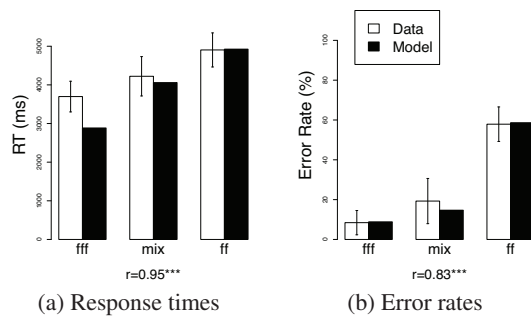 RT (ms)
0
1000
2000
3000
4000
5000
fff
mix
ff
r=0.95***
(a) Response times
Data
Model
Error Rate (%)
0
20
40
60
80
100
fff
mix
ff
r=0.83***
(b) Error rates